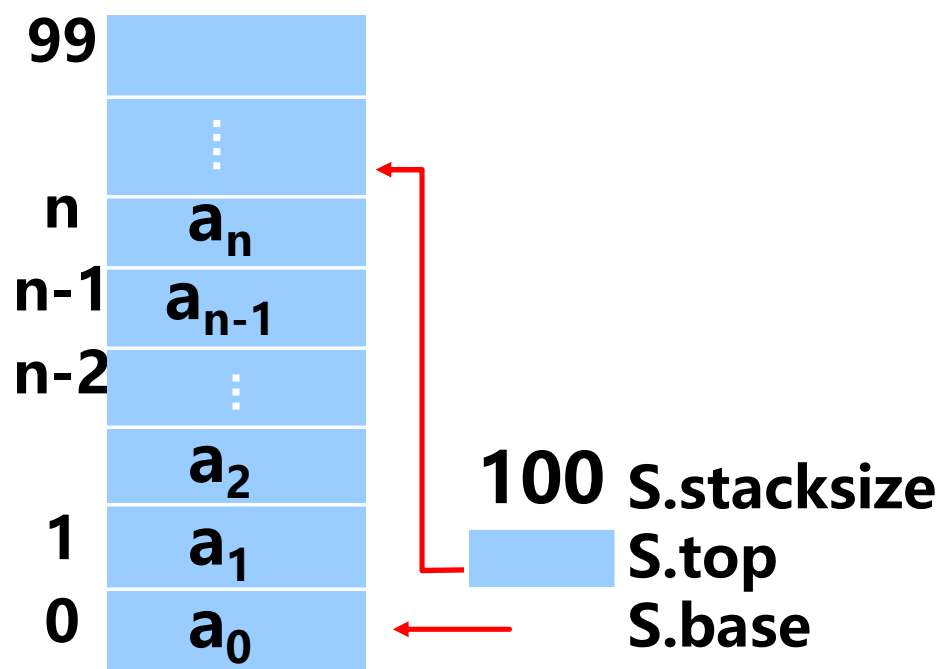 99
n aₙ
n-1 aₙ₋₁
n-2
a₂
100 S.stacksize
1 a₁ S.top
0 a₀ S.base